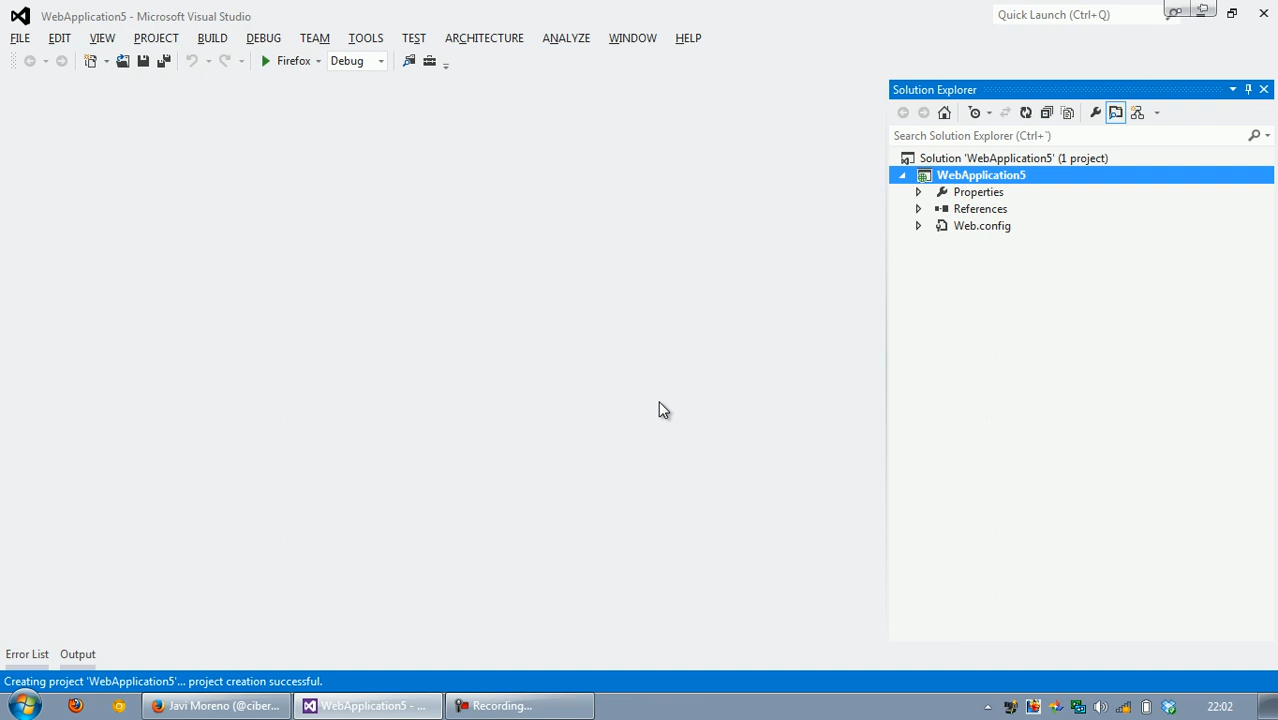 WebApplication5 - Microsoft Visual Studio
Quick Launch (Ctrl+Q)
FILE EDIT VIEW PROJECT BUILD DEBUG TEAM TOOLS TEST ARCHITECTURE ANALYZE WINDOW HELP
Firefox Debug
Solution Explorer
Search Solution Explorer (Ctrl+`)
Solution 'WebApplication5' (1 project)
WebApplication5
Properties
References
Web.config
Error List Output
Creating project 'WebApplication5'... project creation successful.
Javi Moreno (@ciber... WebApplication5 - ... Recording... 22:02